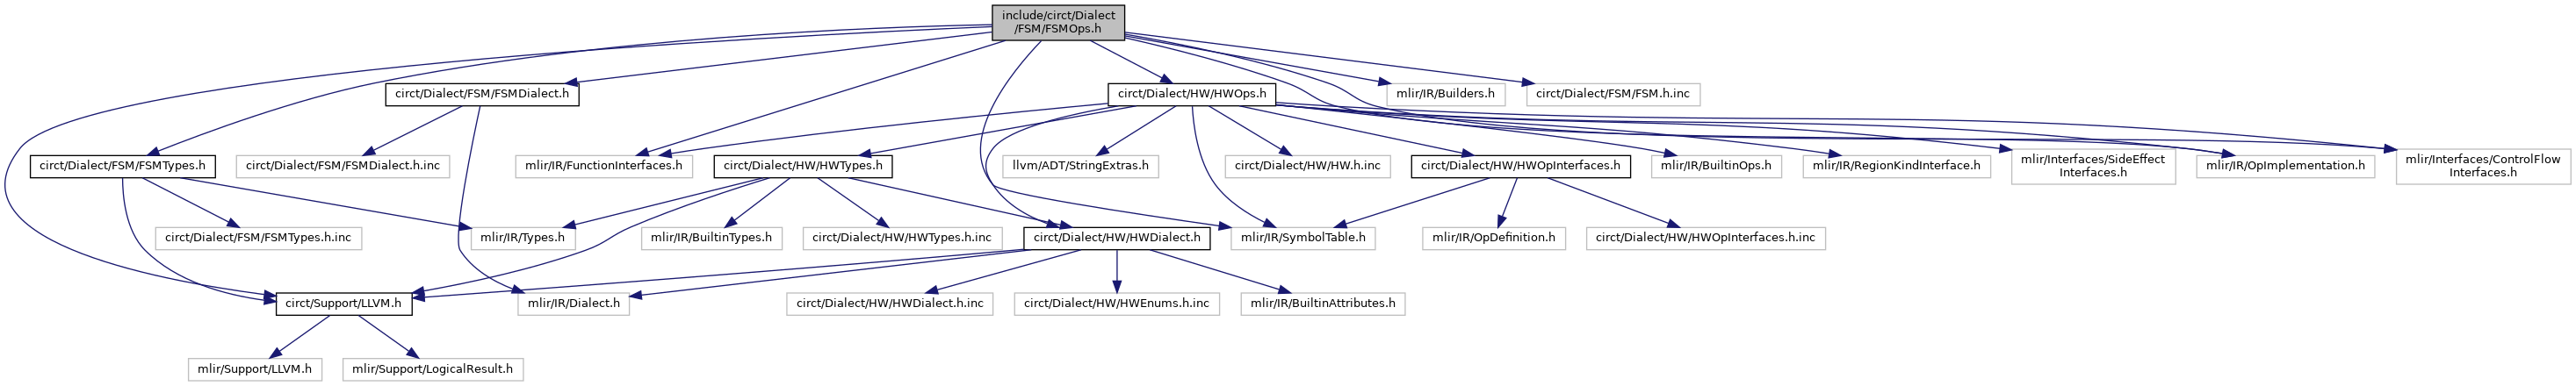 include/circt/Dialect
/FSM/FSMOps.h
circt/Dialect/FSM/FSMDialect.h
circt/Dialect/HW/HWOps.h
mlir/IR/Builders.h
circt/Dialect/FSM/FSM.h.inc
circt/Dialect/FSM/FSMTypes.h
circt/Dialect/FSM/FSMDialect.h.inc
mlir/IR/FunctionInterfaces.h
circt/Dialect/HW/HWTypes.h
llvm/ADT/StringExtras.h
circt/Dialect/HW/HW.h.inc
circt/Dialect/HW/HWOpInterfaces.h
mlir/IR/BuiltinOps.h
mlir/IR/RegionKindInterface.h
mlir/Interfaces/SideEffect
Interfaces.h
mlir/IR/OpImplementation.h
mlir/Interfaces/ControlFlow
Interfaces.h
circt/Dialect/FSM/FSMTypes.h.inc
mlir/IR/Types.h
mlir/IR/BuiltinTypes.h
circt/Dialect/HW/HWTypes.h.inc
circt/Dialect/HW/HWDialect.h
mlir/IR/SymbolTable.h
mlir/IR/OpDefinition.h
circt/Dialect/HW/HWOpInterfaces.h.inc
circt/Support/LLVM.h
mlir/IR/Dialect.h
circt/Dialect/HW/HWDialect.h.inc
circt/Dialect/HW/HWEnums.h.inc
mlir/IR/BuiltinAttributes.h
mlir/Support/LLVM.h
mlir/Support/LogicalResult.h